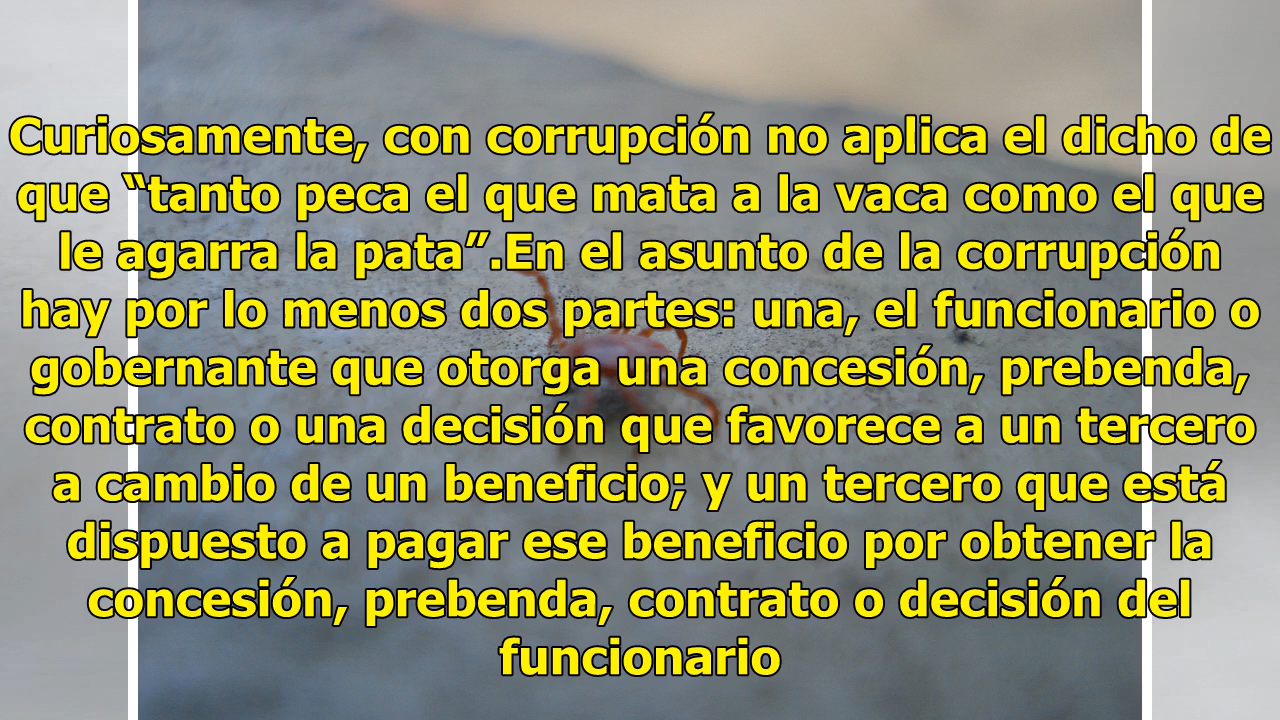 Curiosamente, con corrupción no aplica el dicho de
que “tanto peca el que mata a la vaca como el que
le agarra la pata”.En el asunto de la corrupción
hay por lo menos dos partes: una, el funcionario o
gobernante que otorga una concesión, prebenda,
contrato o una decisión que favorece a un tercero
a cambio de un beneficio; y un tercero que está
dispuesto a pagar ese beneficio por obtener la
concesión, prebenda, contrato o decisión del
funcionario